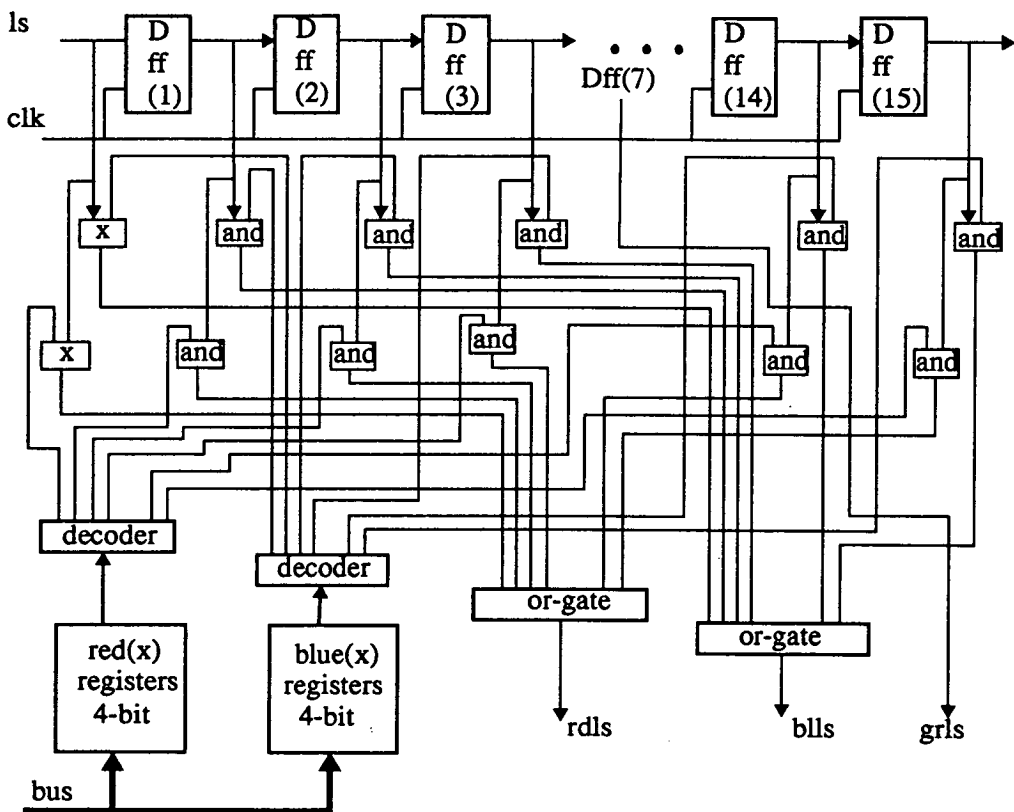 ls
D
ff
(1)
D
ff
(2)
D
ff
(3)
Dff(7)
D
ff
(14)
D
ff
(15)
clk
x
and
and
and
and
and
x
and
and
and
and
and
decoder
decoder
or-gate
or-gate
red(x)
registers
4-bit
blue(x)
registers
4-bit
rdls
blls
grls
bus